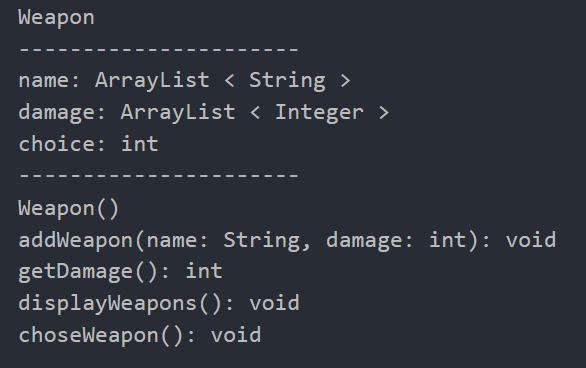 Weapon
-----------------------
name: ArrayList < String >
damage: ArrayList < Integer >
choice: int
-----------------------
Weapon()
addWeapon(name: String, damage: int): void
getDamage(): int
displayWeapons(): void
choseWeapon(): void